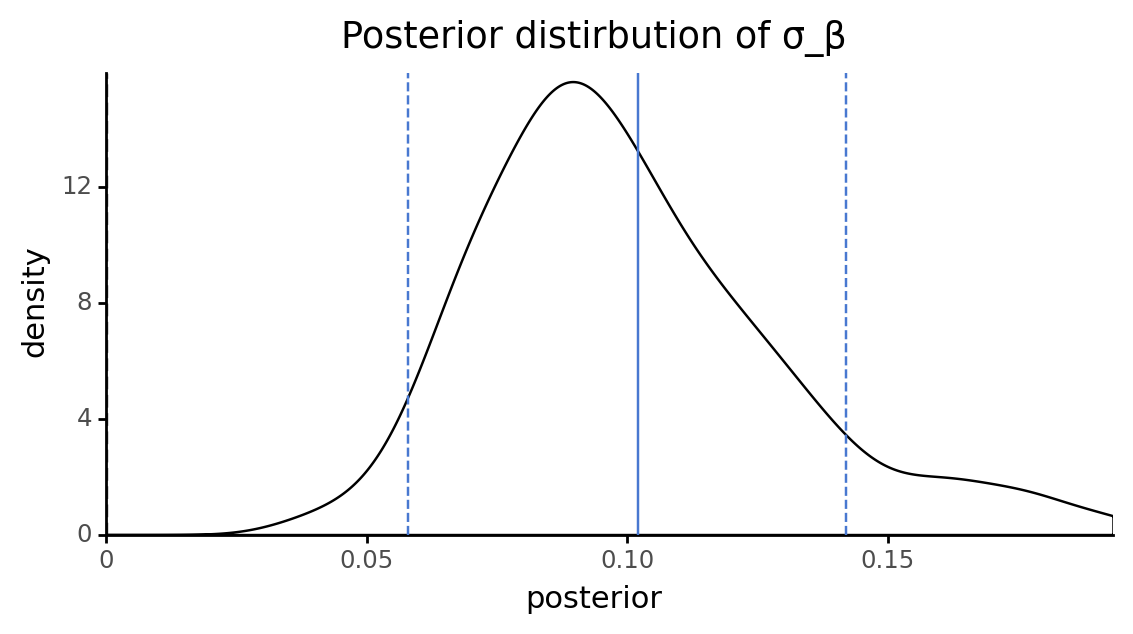 Posterior distirbution of σ_β
density
12
8
4
0
0 0.05 0.10 0.15
posterior